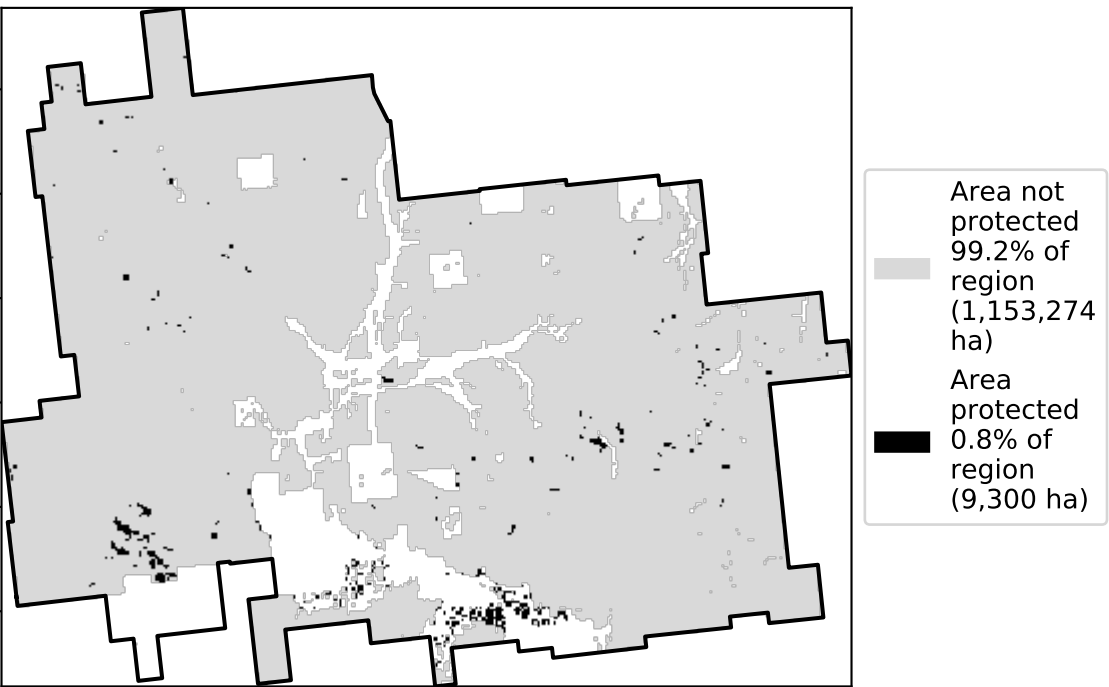 Area not
protected
99.2% of
region
(1,153,274
ha)
Area
protected
0.8% of
region
(9,300 ha)